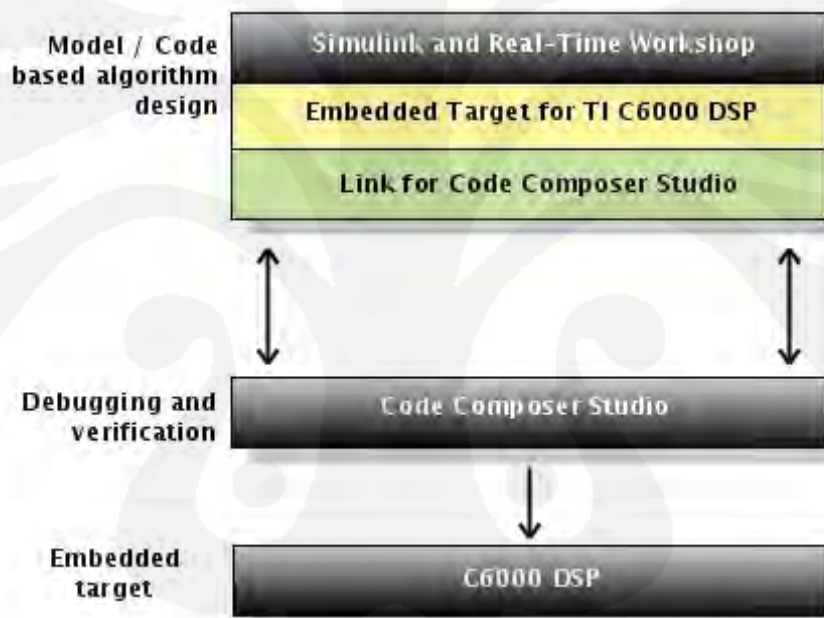 Model / Code
based algorithm
design
Simulink and Real-Time Workshop
Embedded Target for TI C6000 DSP
Link for Code Composer Studio
Debugging and
verification
Code Composer Studio
Embedded
target
C6000 DSP